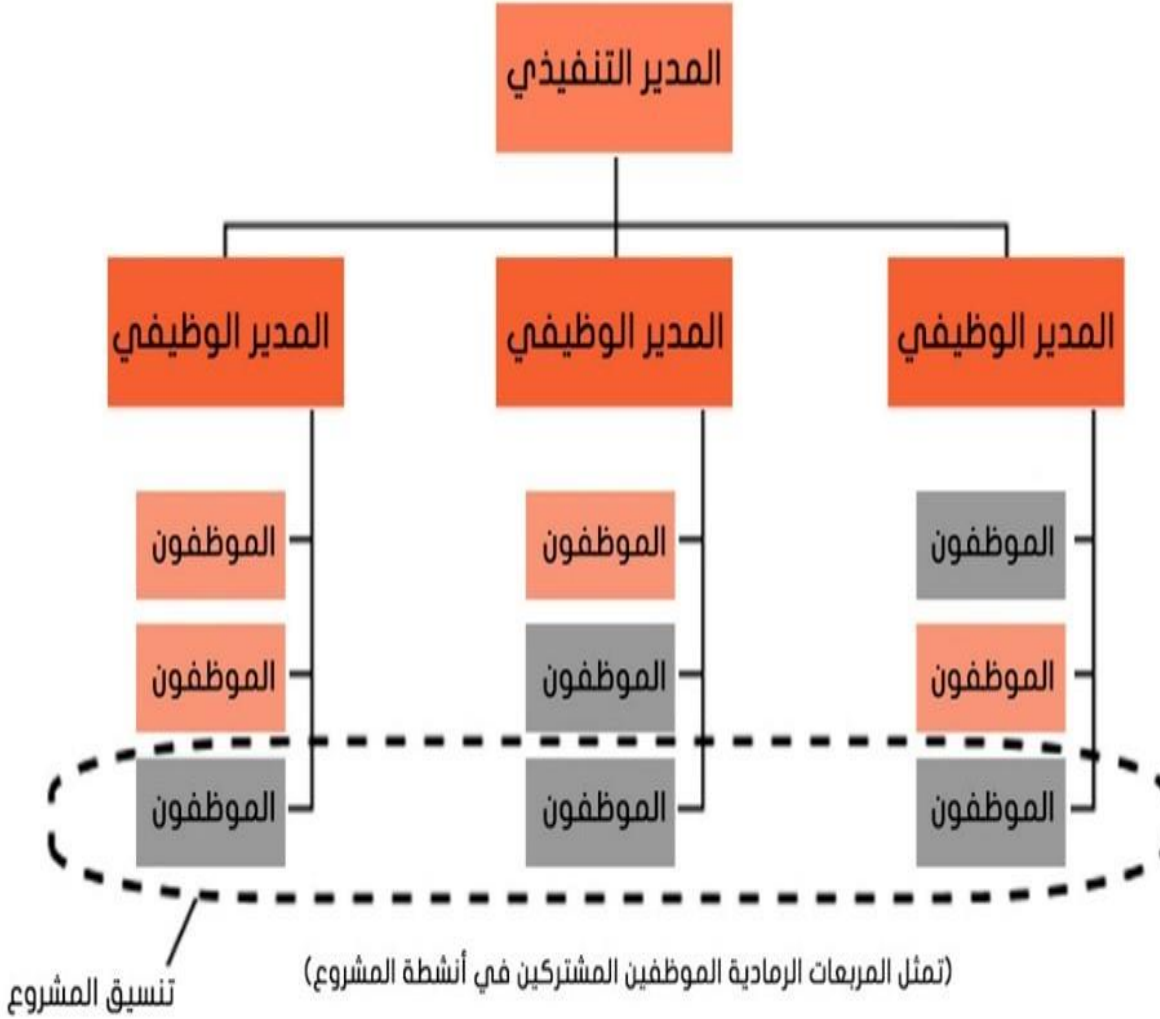 المدير التنفيذي
المدير الوظيفي
المدير الوظيفي
المدير الوظيفي
الموظفون
الموظفون
الموظفون
الموظفون
الموظفون
الموظفون
الموظفون
الموظفون
الموظفون
(تمثل المربعات الرمادية الموظفين المشتركين في أنشطة المشروع)
تنسيق المشروع